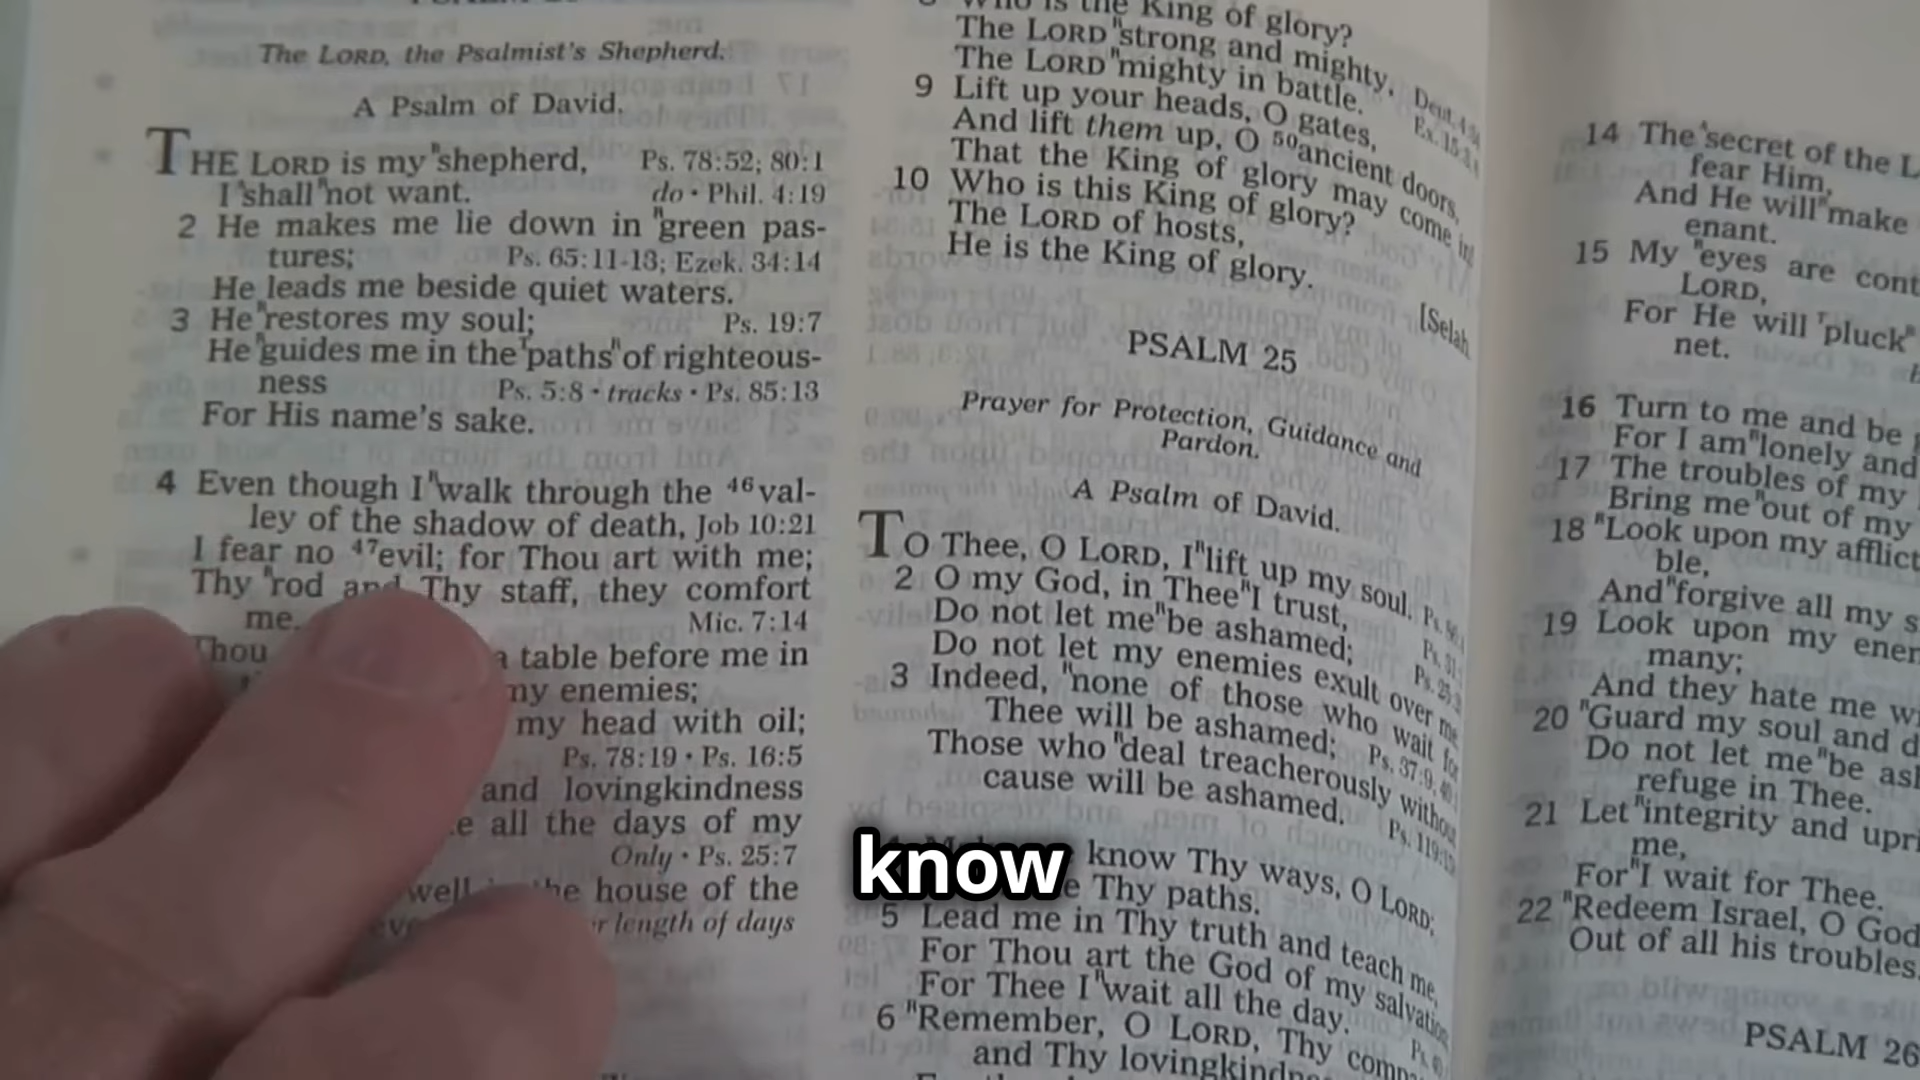 The LORD, the Psalmist's Shepherd.
A Psalm of David.
THE LORD is my "shepherd, Ps. 78:52; 80:1
I 'shall "not want. do • Phil. 4:19
2 He makes me lie down in "green pas-
tures; Ps. 65:11-13; Ezek. 34:14
He leads me beside quiet waters.
3 He "restores my soul; Ps. 19:7
He "guides me in the 'paths" of righteous-
ness Ps. 5:8 • tracks • Ps. 85:13
For His name's sake.
4 Even though I "walk through the 46val-
ley of the shadow of death, Job 10:21
I fear no 47evil; for Thou art with me;
Thy "rod and Thy staff, they comfort
me. Mic. 7:14
Thou a table before me in
my enemies;
my head with oil;
Ps. 78:19 • Ps. 16:5
and lovingkindness
all the days of my
Only • Ps. 25:7
the house of the
length of days
King of glory?
The LORD "strong and mighty,
The LORD "mighty in battle. Deut.
9 Lift up your heads, O gates, Ex.
And lift them up, O 50ancient doors,
That the King of glory may come in!
10 Who is this King of glory?
The LORD of hosts,
He is the King of glory.
[Selah
PSALM 25
Prayer for Protection, Guidance and
Pardon.
A Psalm of David.
TO Thee, O LORD, I "lift up my soul.
2 O my God, in Thee "I trust,
Do not let me "be ashamed;
Do not let my enemies exult over me
3 Indeed, "none of those who wait for
Thee will be ashamed; Ps. 37:9
Those who "deal treacherously without
cause will be ashamed. Ps.
know Thy ways, O LORD;
Thy paths.
know
5 Lead me in Thy truth and teach me,
For Thou art the God of my salvation
For Thee I "wait all the day.
6 "Remember, O LORD, Thy
and Thy
14 The 'secret of the
fear Him,
And He will "make
enant.
15 My "eyes are
LORD,
For He will 'pluck"
net.
16 Turn to me and be
For I am "lonely and
17 The troubles of my
Bring me "out of my
18 "Look upon my
ble,
And "forgive all my
19 Look upon my
many;
And they hate me
20 "Guard my soul and
Do not let me "be
refuge in Thee.
21 Let "integrity and
me,
For "I wait for Thee.
22 "Redeem Israel, O God
Out of all his troubles.
PSALM 26